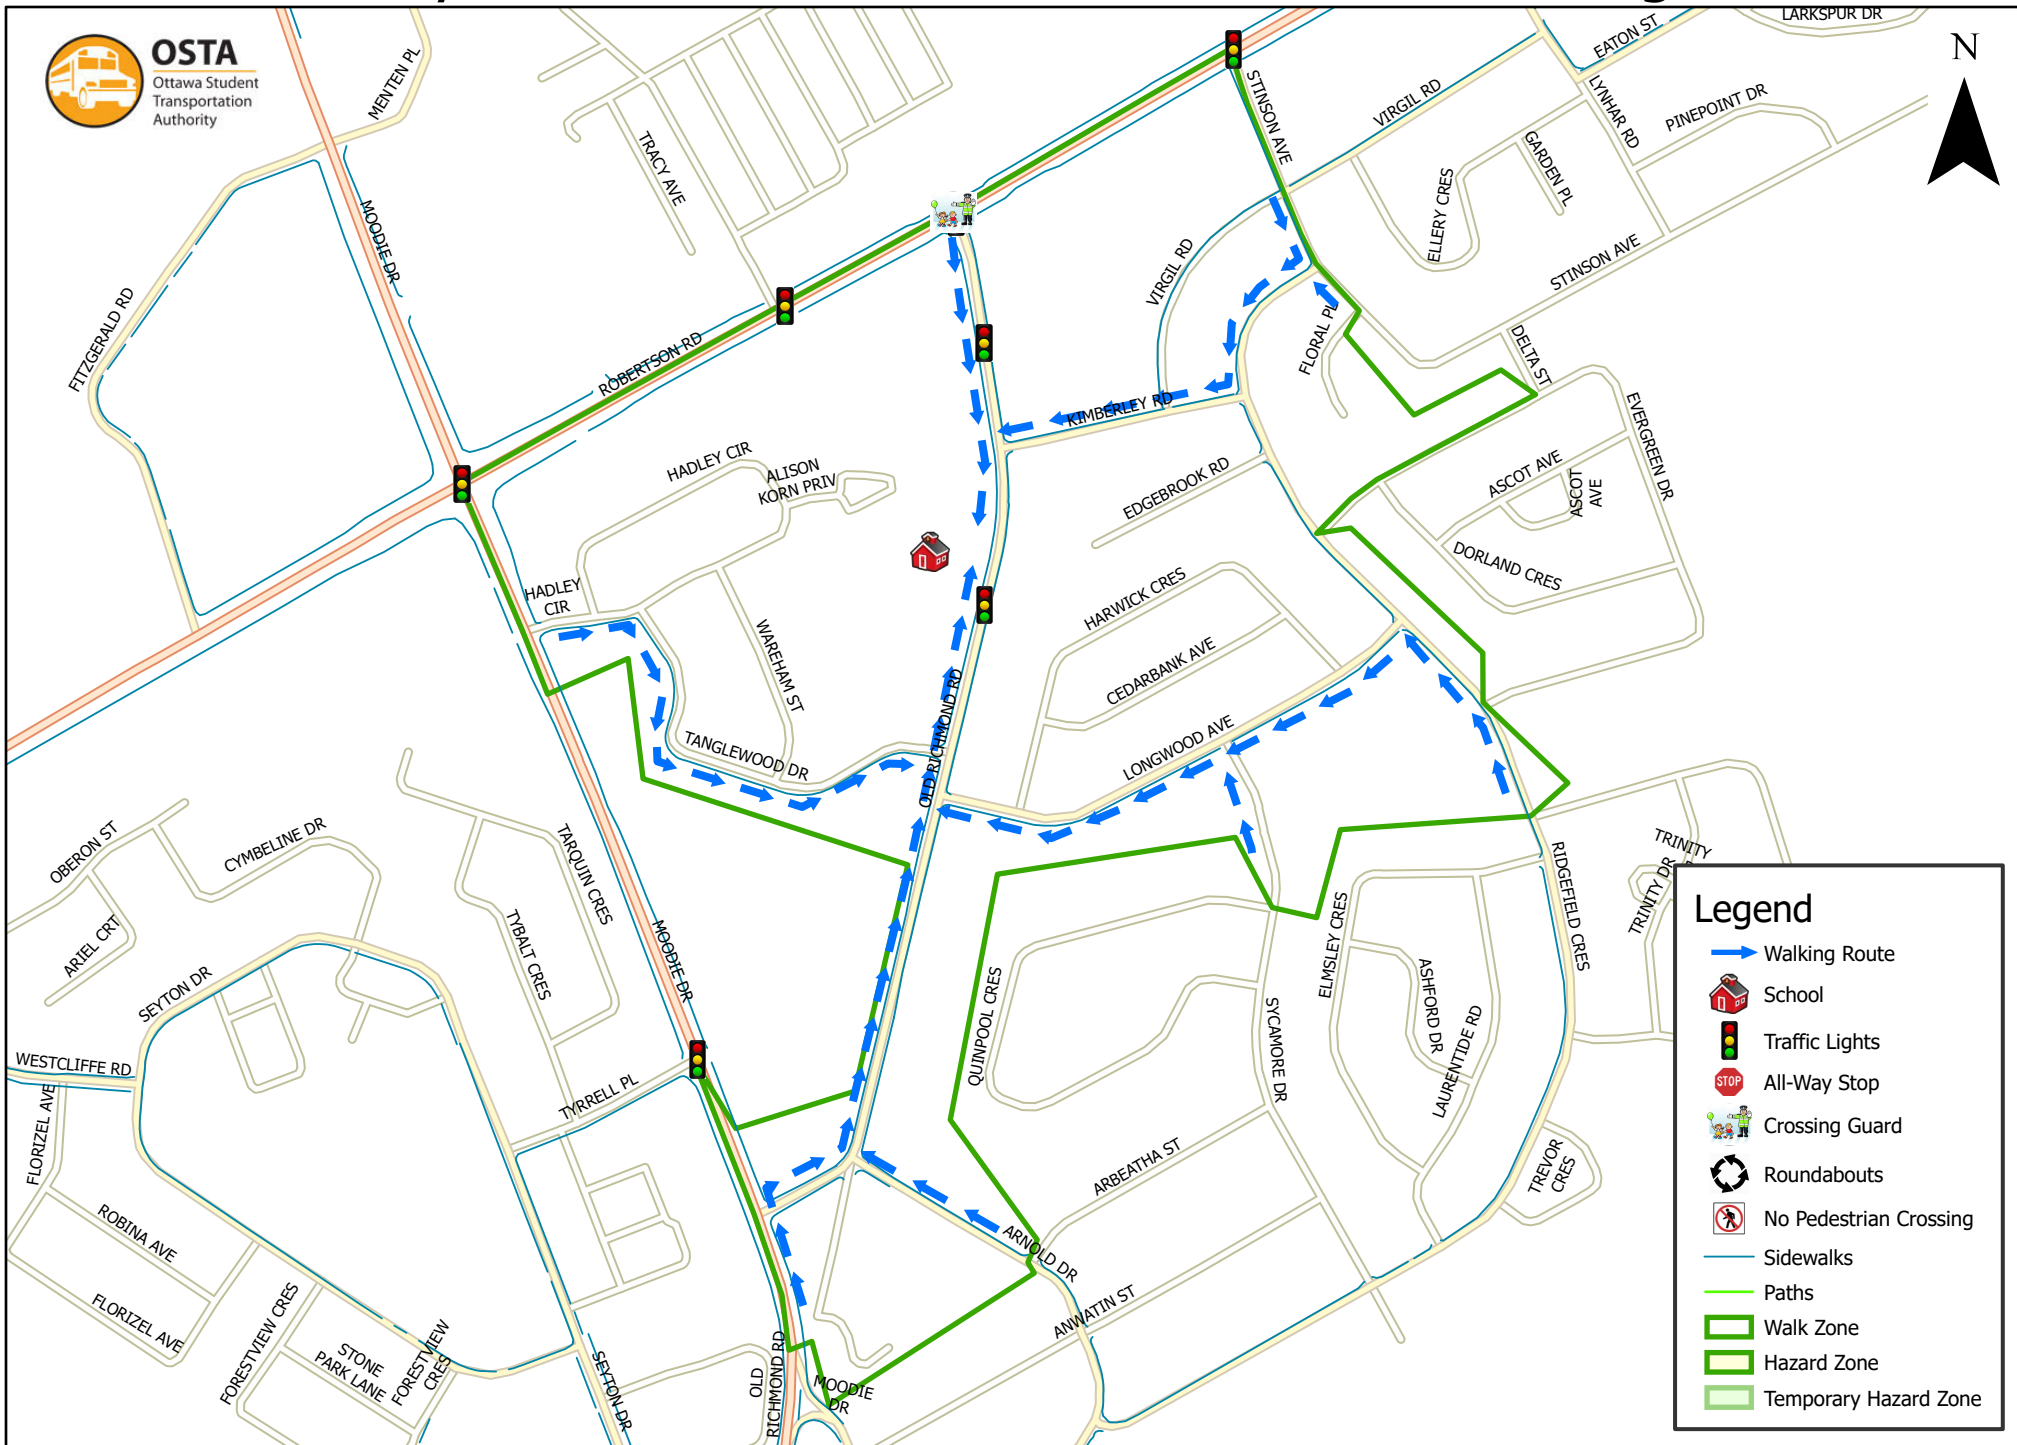 OSTA
Ottawa Student
Transportation
Authority
N
LARKSPUR DR
EATON ST
MENTEN PL
STINSON AVE
VIRGIL RD
LYNHAR RD
PINEPOINT DR
TRACY AVE
GARDEN PL
ELLERY CRES
MOODIE DR
VIRGIL RD
STINSON AVE
FITZGERALD RD
ROBERTSON RD
FLORAL PL
DELTA ST
KIMBERLEY RD
EVERGREEN DR
HADLEY CIR
ALISON
KORN PRIV
EDGEBROOK RD
ASCOT AVE
ASCOT
AVE
DORLAND CRES
HADLEY
CIR
HARWICK CRES
WAREHAM ST
CEDARBANK AVE
OLD RICHMOND RD
TANGLEWOOD DR
LONGWOOD AVE
OBERON ST
CYMBELINE DR
TARQUIN CRES
TRINITY
TRINITY DR
RIDGEFIELD CRES
ARIEL CRT
TYBALT CRES
MOODIE DR
ELMSLEY CRES
ASHFORD DR
SEYTON DR
QUINPOOL CRES
SYCAMORE DR
LAURENTIDE RD
WESTCLIFFE RD
TYRRELL PL
FLORIZEL AVE
ARBEATHA ST
TREVOR
CRES
ROBINA AVE
ARNOLD DR
ANWATIN ST
FLORIZEL AVE
FORESTVIEW CRES
STONE
PARK LANE
FORESTVIEW
CRES
SEYTON DR
OLD
RICHMOND RD
MOODIE
DR
Legend
Walking Route
School
Traffic Lights
STOP
All-Way Stop
Crossing Guard
Roundabouts
No Pedestrian Crossing
Sidewalks
Paths
Walk Zone
Hazard Zone
Temporary Hazard Zone